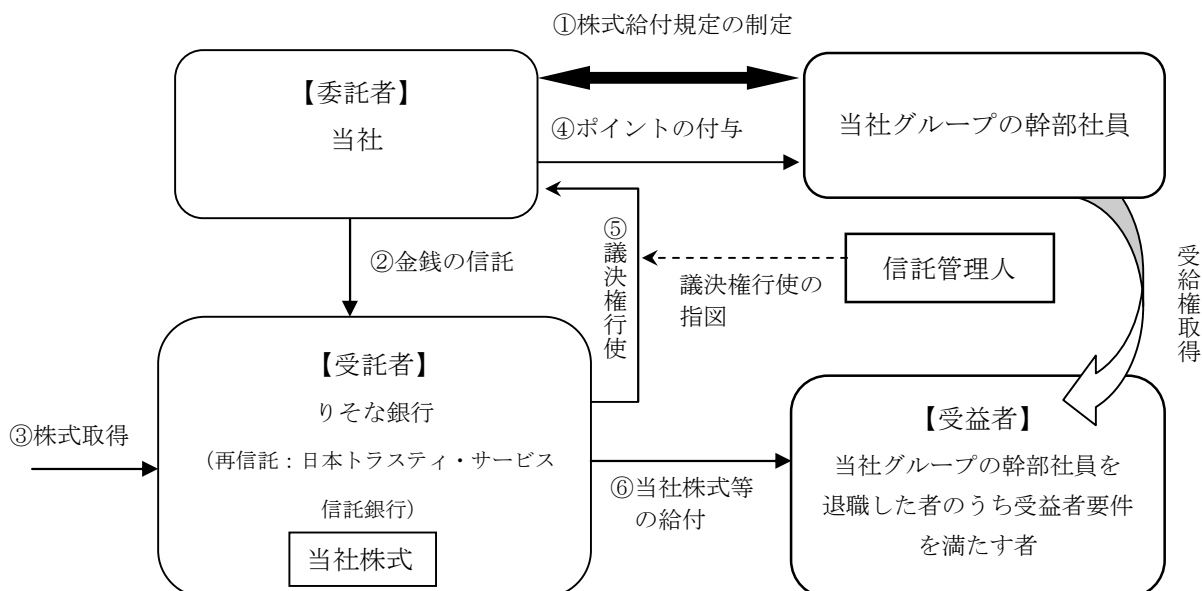 ①株式給付規定の制定
【委託者】
当社
④ポイントの付与
当社グループの幹部社員
②金銭の信託
⑤議決権行使
議決権行使の
指図
信託管理人
受給権取得
【受託者】
りそな銀行
（再信託：日本トラスティ・サービス
信託銀行）
当社株式
③株式取得
⑥当社株式等
の給付
【受益者】
当社グループの幹部社員を
退職した者のうち受益者要件
を満たす者